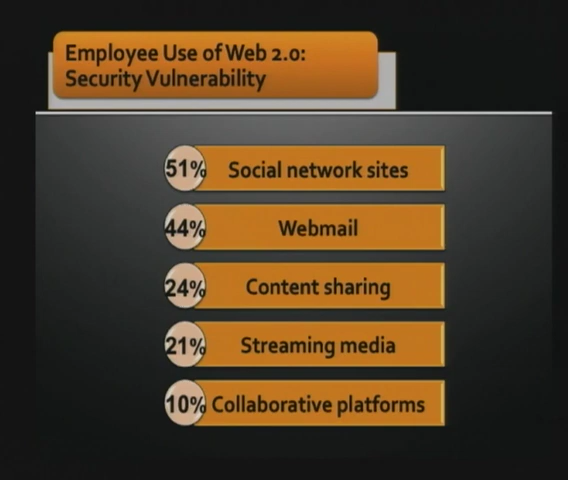 Employee Use of Web 2.0:
Security Vulnerability
51% Social network sites
44% Webmail
24% Content sharing
21% Streaming media
10% Collaborative platforms